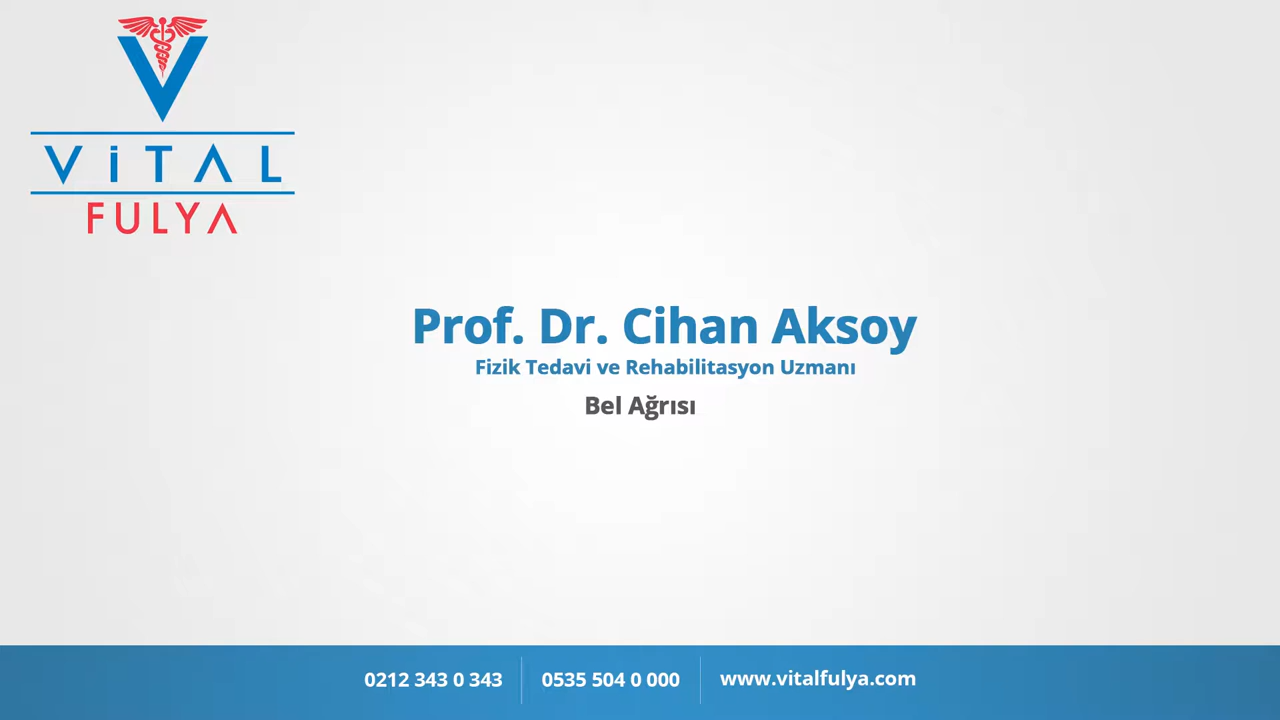 VİTAL
FULYA
Prof. Dr. Cihan Aksoy
Fizik Tedavi ve Rehabilitasyon Uzmanı
Bel Ağrısı
0212 343 0 343
0535 504 0 000
www.vitalfulya.com